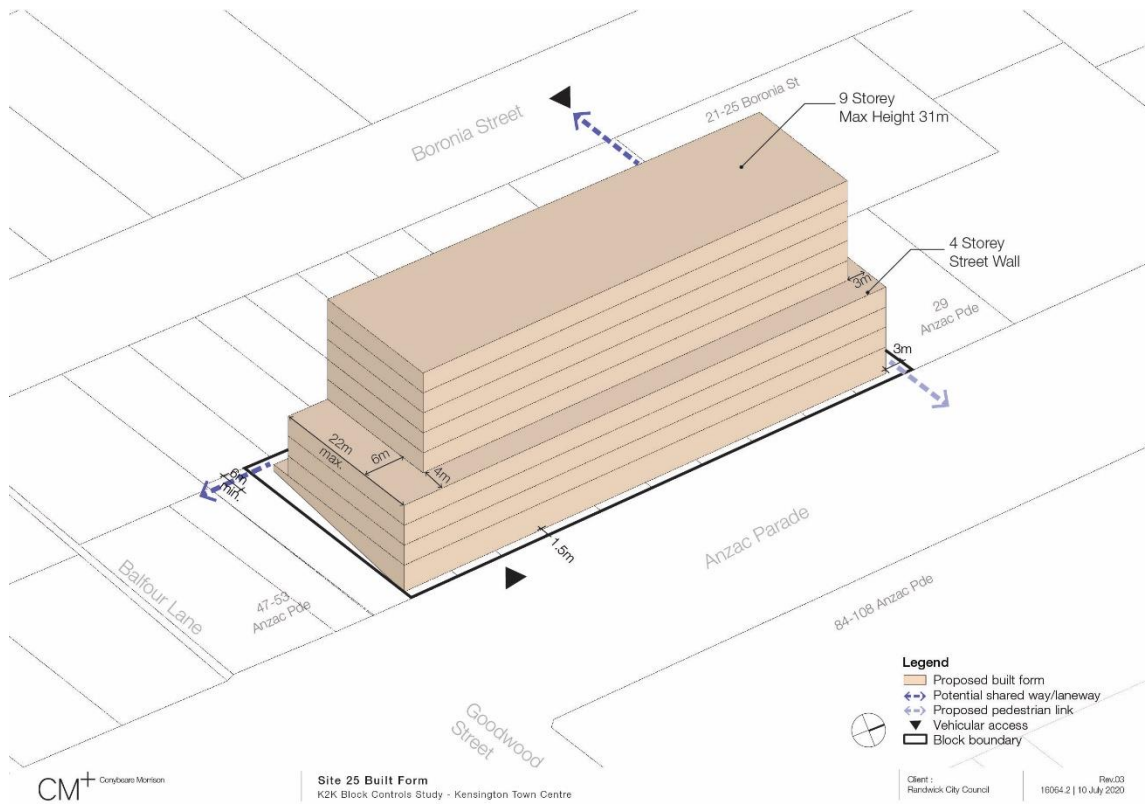 Boronia Street
21-25 Boronia St
9 Storey
Max Height 31m
4 Storey
Street Wall
3m
29
Anzac Pde
3m
22m
max.
6m
4m
6m
min.
1.5m
Anzac Parade
Balfour Lane
47-53
Anzac Pde
84-108 Anzac Pde
Goodwood
Street
Legend
Proposed built form
Potential shared way/laneway
Proposed pedestrian link
Vehicular access
Block boundary
CM+ Conybeare Morrison
Site 25 Built Form
K2K Block Controls Study - Kensington Town Centre
Client :
Randwick City Council
Rev.03
16064.2 | 10 July 2020